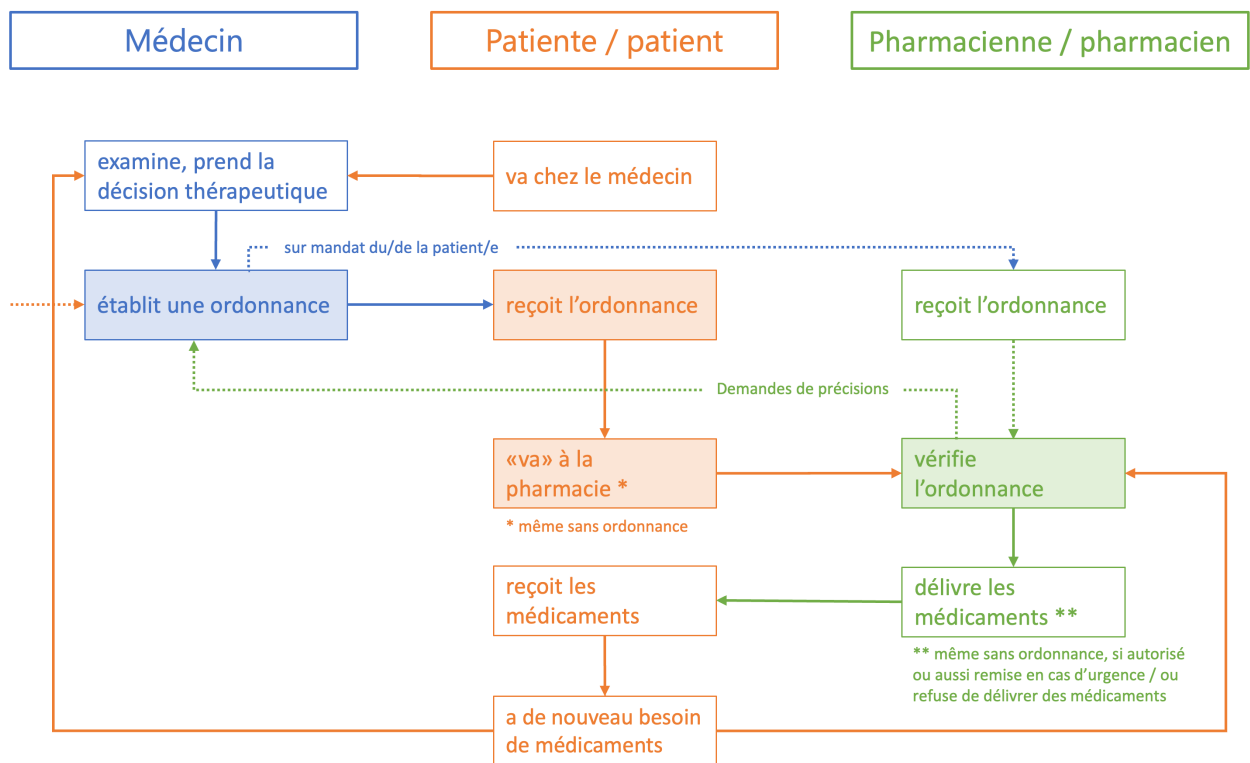 Médecin
Patiente / patient
Pharmacienne / pharmacien
examine, prend la
décision thérapeutique
va chez le médecin
sur mandat du/de la patient/e
établit une ordonnance
reçoit l’ordonnance
reçoit l’ordonnance
Demandes de précisions
«va» à la
pharmacie *
* même sans ordonnance
vérifie
l’ordonnance
reçoit les
médicaments
délivre les
médicaments **
** même sans ordonnance, si autorisé
ou aussi remise en cas d’urgence / ou
refuse de délivrer des médicaments
a de nouveau besoin
de médicaments